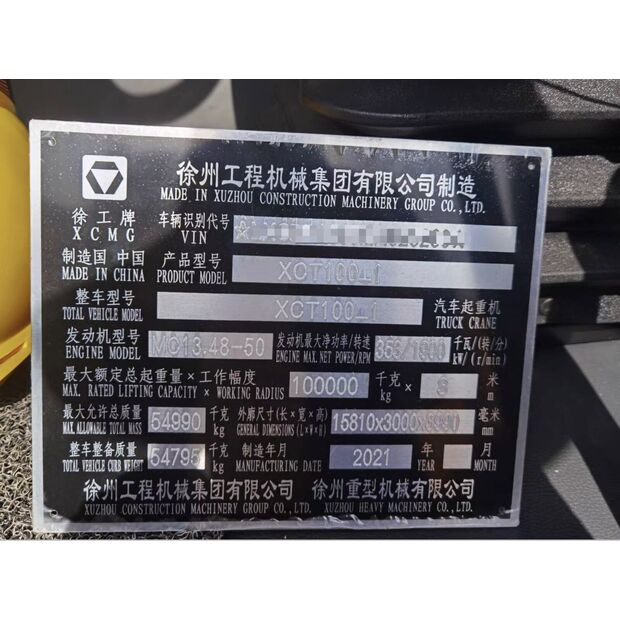 徐州工程机械集团有限公司制造
MADE IN XUZHOU CONSTRUCTION MACHINERY GROUP CO.,LTD.
徐工牌
XCMG
车辆识别代号
VIN
制造国 中国
MADE IN CHINA
产品型号
PRODUCT MODEL
XCT100_1
整车型号
TOTAL VEHICLE MODEL
XCT100_1
汽车起重机
TRUCK CRANE
发动机型号
ENGINE MODEL
MC13.48-50
发动机最大净功率/转速
ENGINE MAX.NET POWER/RPM
353/1900
千瓦/(转/分)
kW/(r/min)
最大额定总起重量×工作幅度
MAX. RATED LIFTING CAPACITY × WORKING RADIUS
100000
千克
kg
×
米
m
最大允许总质量
MAX ALLOWABLE TOTAL MASS
54990
千克
kg
外廓尺寸(长×宽×高)
GENERAL DIMENSIONS (L×W×H)
15810x3000x3990
毫米
mm
整车整备质量
TOTAL VEHICLE CURB WEIGHT
54795
千克
kg
制造年月
MANUFACTURING DATE
2021
年
YEAR
月
MONTH
徐州工程机械集团有限公司
XUZHOU CONSTRUCTION MACHINERY GROUP CO.,LTD.
徐州重型机械有限公司
XUZHOU HEAVY MACHINERY CO.,LTD.